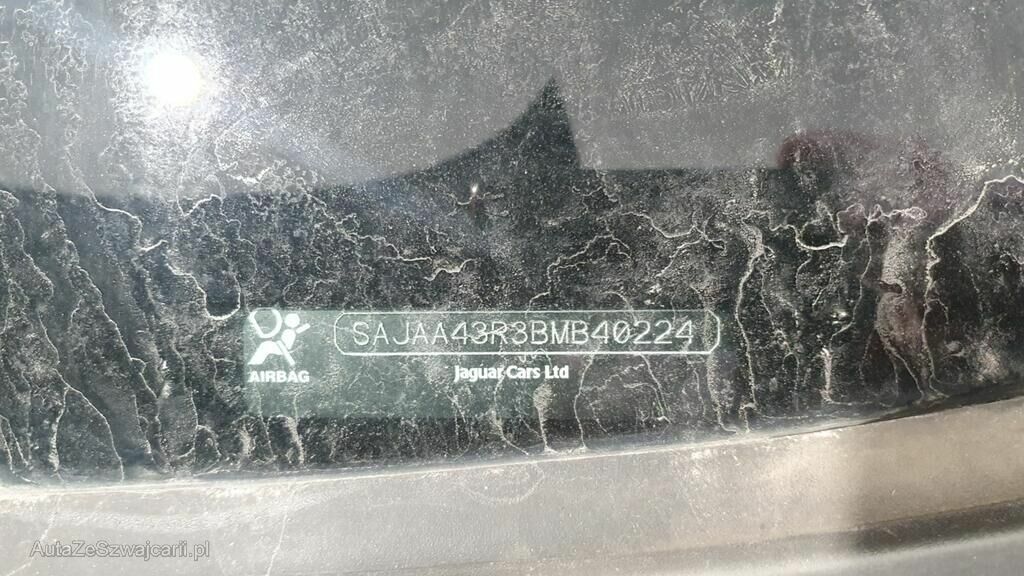 SAJAA43R3BMB40224
AIRBAG
Jaguar Cars Ltd
AutaZeSzwajcarii.pl